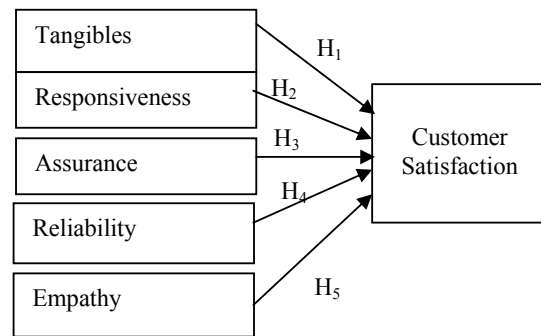 Tangibles
H₁
Responsiveness
H₂
Customer
Satisfaction
Assurance
H₃
Reliability
H₄
Empathy
H₅